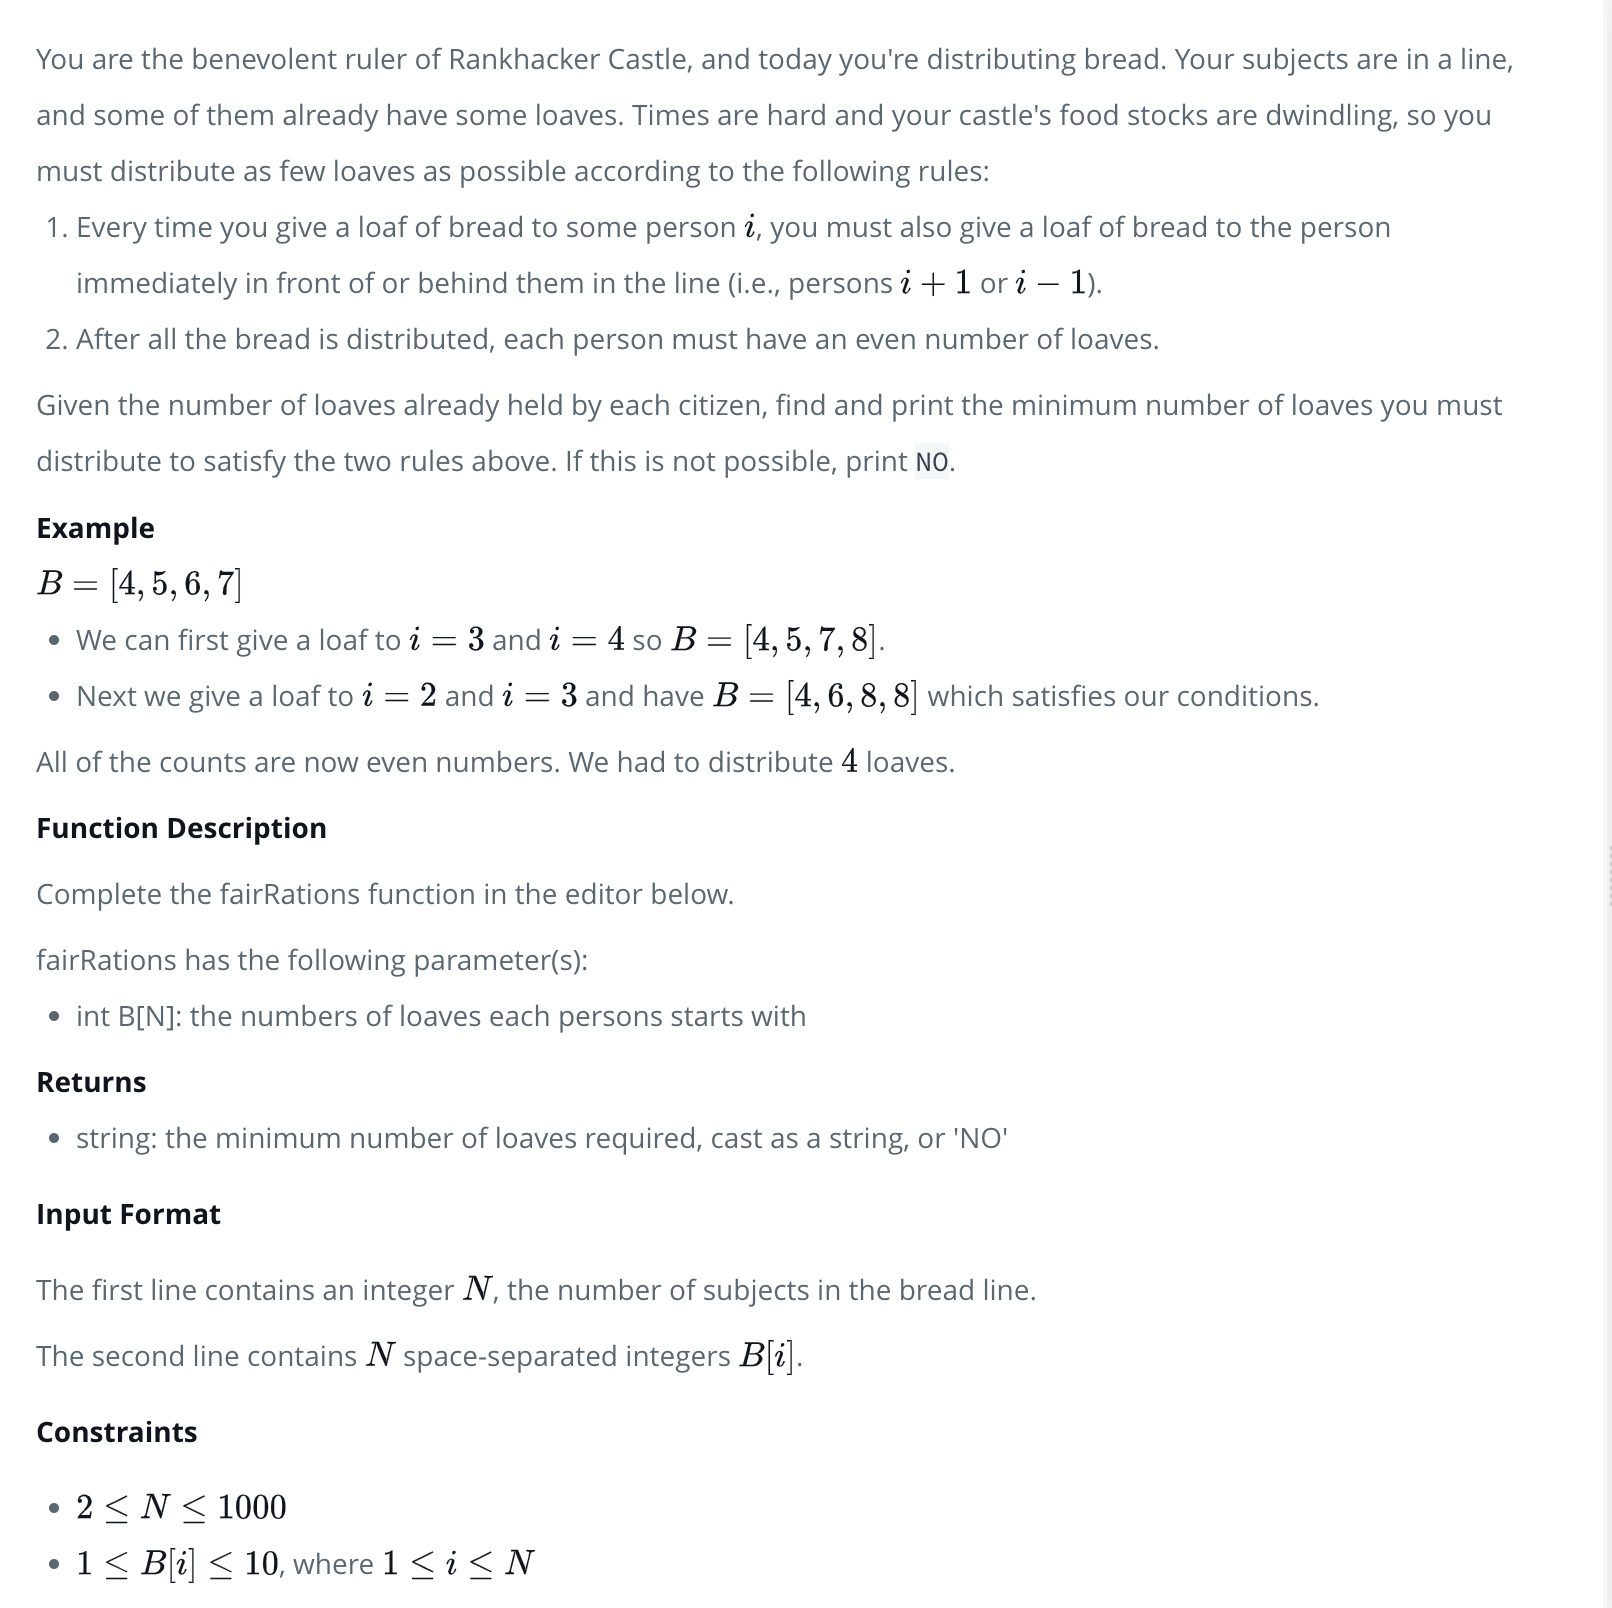 You are the benevolent ruler of Rankhacker Castle, and today you're distributing bread. Your subjects are in a line,
and some of them already have some loaves. Times are hard and your castle's food stocks are dwindling, so you
must distribute as few loaves as possible according to the following rules:
1. Every time you give a loaf of bread to some person i, you must also give a loaf of bread to the person
immediately in front of or behind them in the line (i.e., persons i + 1 or i − 1).
2. After all the bread is distributed, each person must have an even number of loaves.
Given the number of loaves already held by each citizen, find and print the minimum number of loaves you must
distribute to satisfy the two rules above. If this is not possible, print NO.
Example
B = [4, 5, 6, 7]
• We can first give a loaf to i = 3 and i = 4 so B = [4, 5, 7, 8].
• Next we give a loaf to i = 2 and i = 3 and have B = [4, 6, 8, 8] which satisfies our conditions.
All of the counts are now even numbers. We had to distribute 4 loaves.
Function Description
Complete the fairRations function in the editor below.
fairRations has the following parameter(s):
• int B[N]: the numbers of loaves each persons starts with
Returns
• string: the minimum number of loaves required, cast as a string, or 'NO'
Input Format
The first line contains an integer N, the number of subjects in the bread line.
The second line contains N space-separated integers B[i].
Constraints
• 2 ≤ N ≤ 1000
• 1 ≤ B[i] ≤ 10, where 1 ≤ i ≤ N